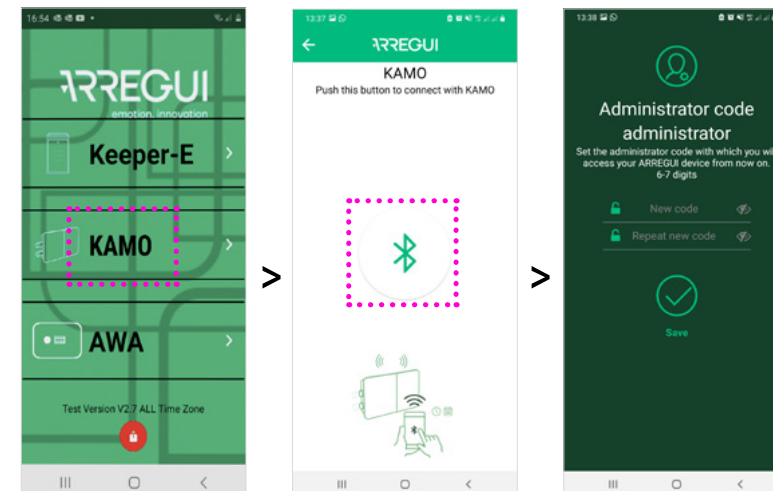 16:54
ARREGUI
emotion. innovation
Keeper-E
KAMO
AWA
Test Version V2.7 ALL Time Zone
>
13:37
ARREGUI
KAMO
Push this button to connect with KAMO
>
13:38
Administrator code
administrator
Set the administrator code with which you wil
access your ARREGUI device from now on.
6-7 digits
New code
Repeat new code
Save